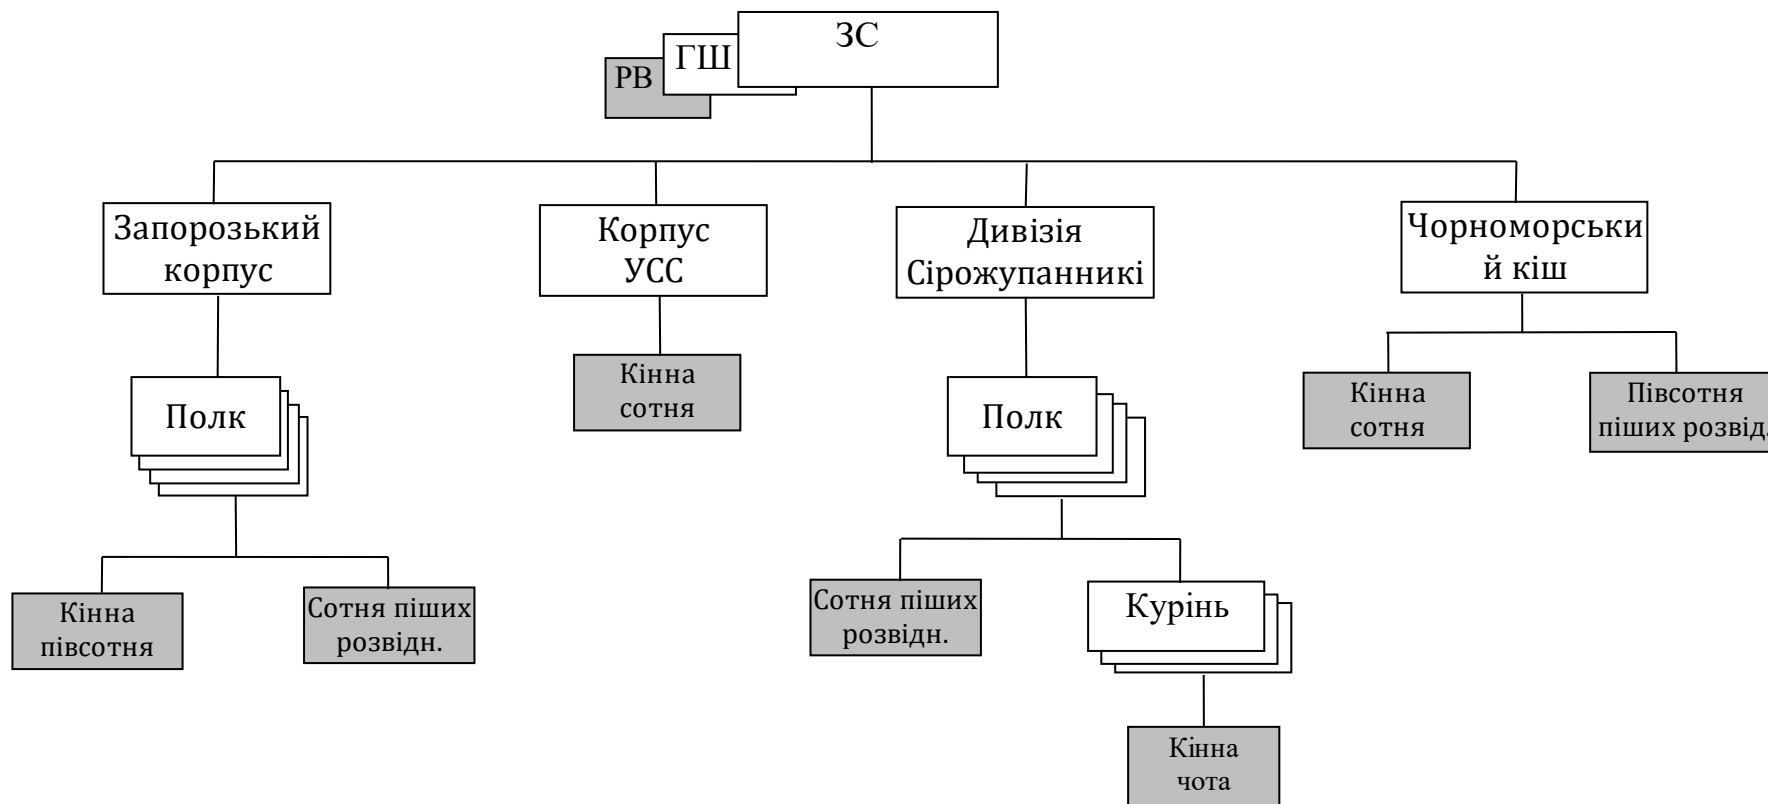 ЗС
ГШ
РВ
Запорозький
корпус
Корпус
УСС
Дивізія
Сірожупанникі
Чорноморськи
й кіш
Полк
Кінна
сотня
Полк
Кінна
сотня
Півсотня
піших розвід.
Кінна
півсотня
Сотня піших
розвідн.
Сотня піших
розвідн.
Курінь
Кінна
чота